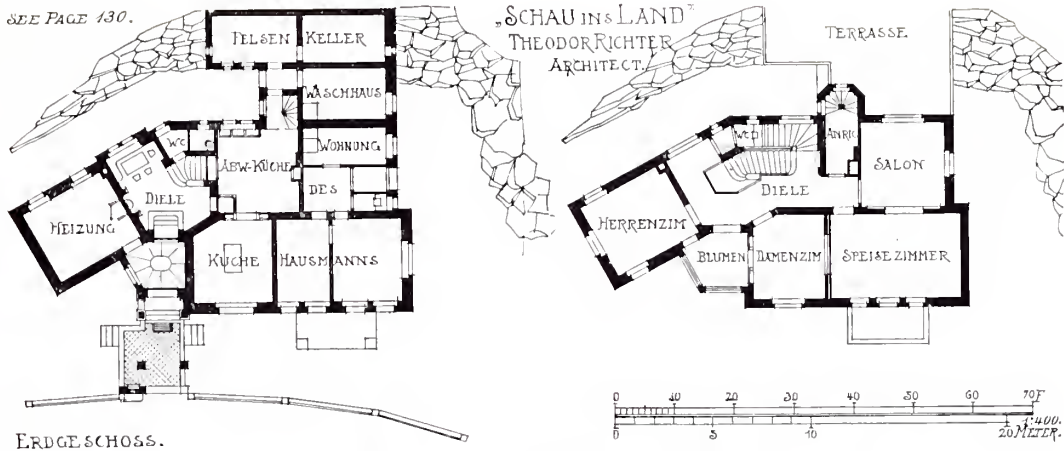 SEE PAGE 130.
„SCHAU INS LAND"
THEODOR RICHTER
ARCHITECT.
FELSEN KELLER
WASCHHAUS
WC
WOHNUNG
ABW-KÜCHE
DES
DIELE
HEIZUNG
KÜCHE
HAUSMANNS
ERDGESCHOSS.
TERRASSE
WC
ANRIC
SALON
DIELE
HERRENZIM
BLUMEN
DAMENZIM
SPEISEZIMMER
0 10 20 30 40 50 60 70F
1:400.
0 5 10 20 METER.